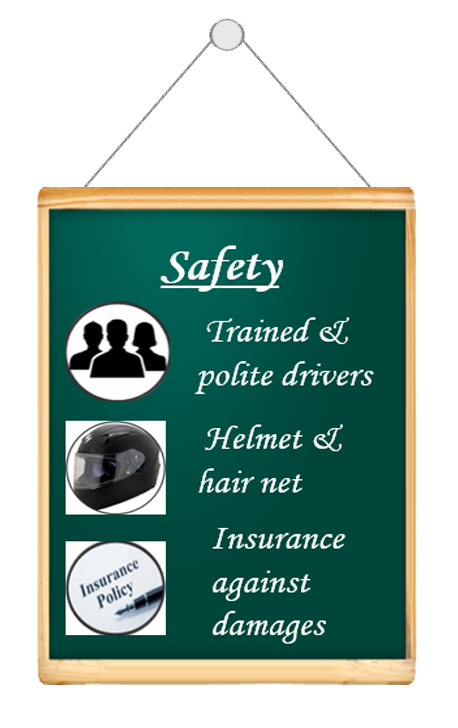 Safety
Trained &
polite drivers
Helmet &
hair net
Insurance
against
damages
Insurance
Policy